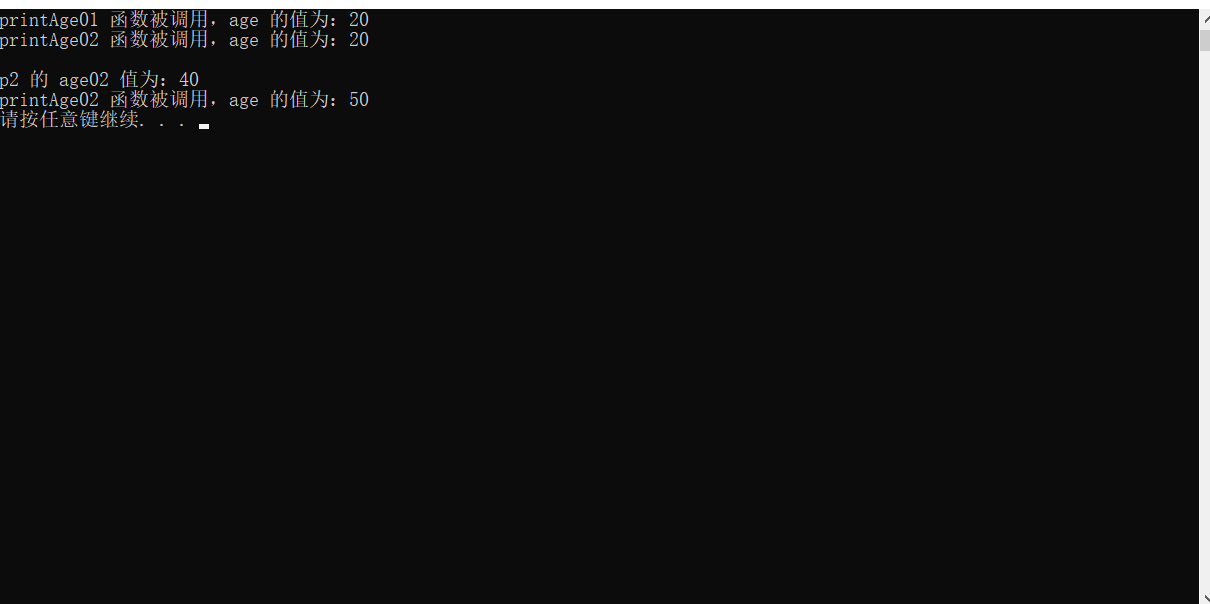 printAge01 函数被调用，age 的值为：20
printAge02 函数被调用，age 的值为：20
p2 的 age02 值为：40
printAge02 函数被调用，age 的值为：50
请按任意键继续. . .